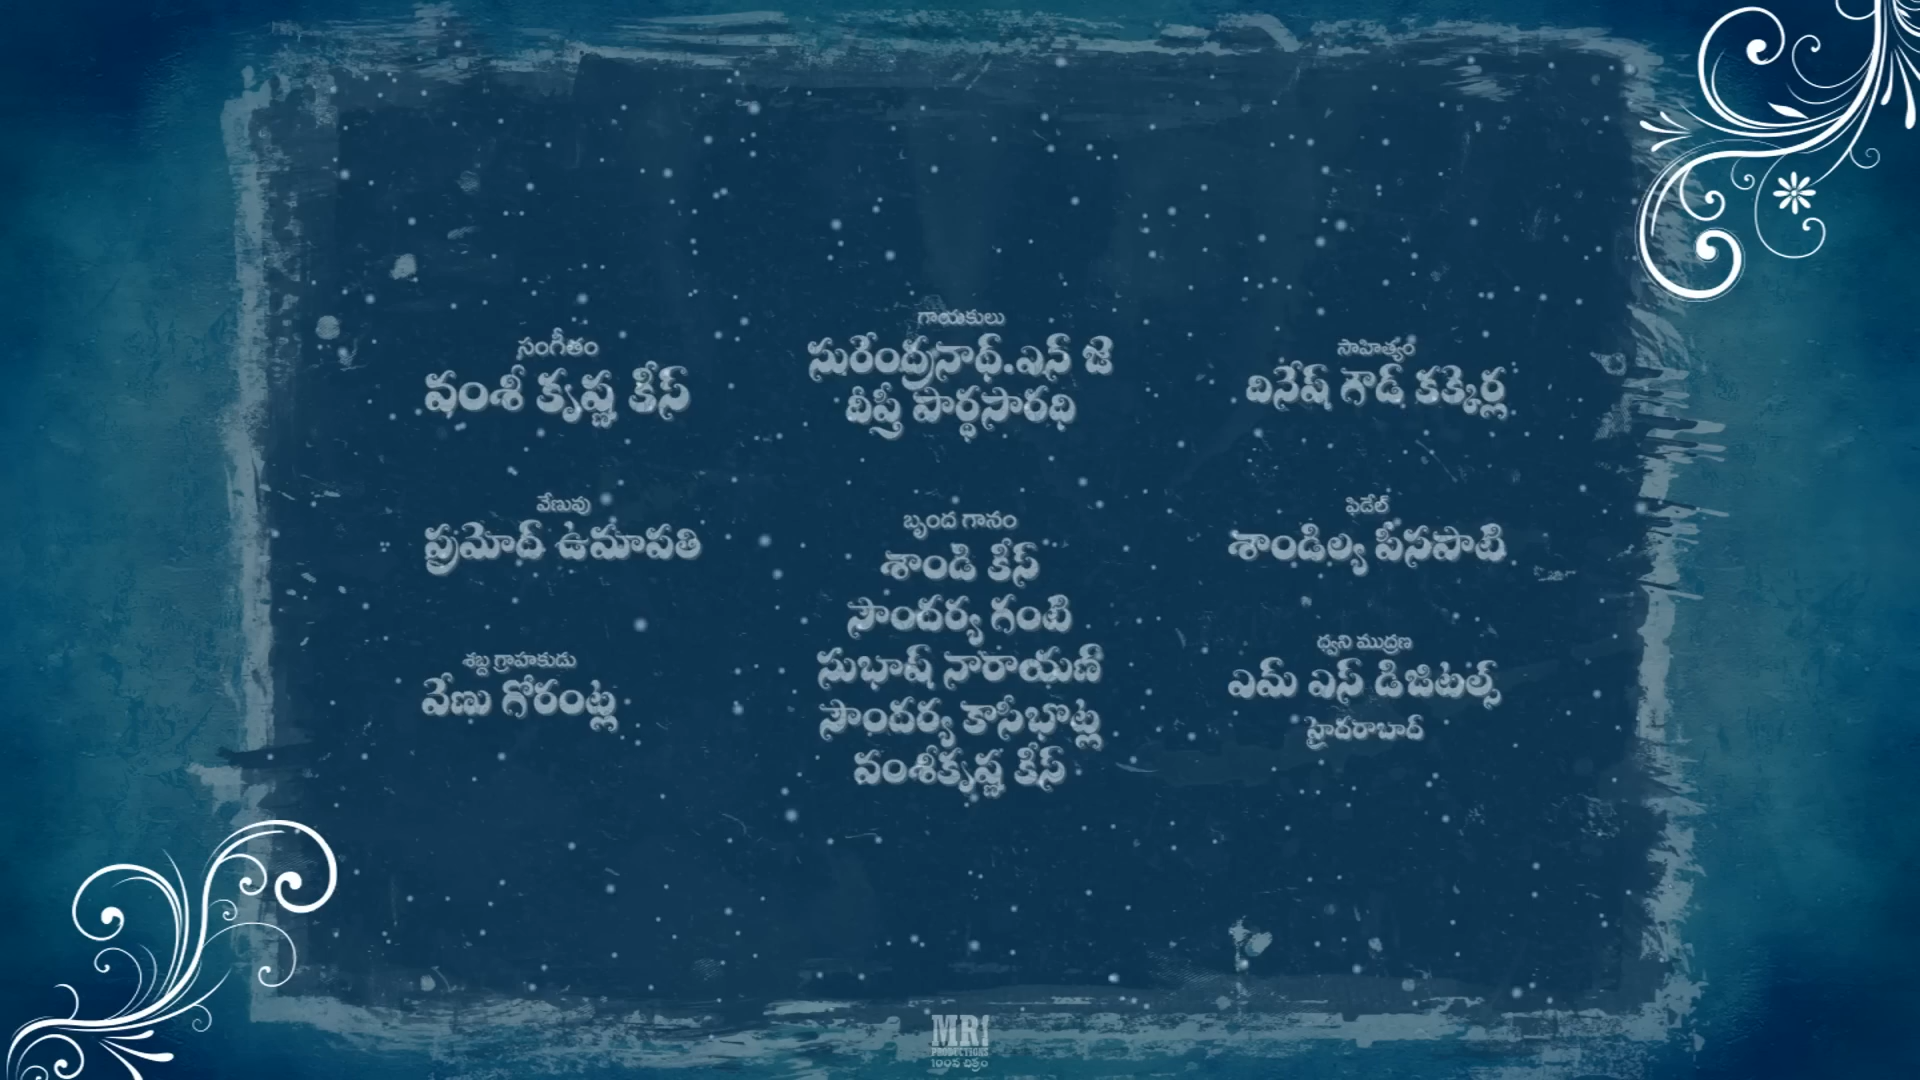 సంగీతం
వంశీ కృష్ణ కీస్
గాయకులు
సురేంద్రనాథ్.ఎన్ జె
దీప్తి పార్థసారథి
సాహిత్యం
దినేష్ గౌడ్ కక్కెర్ల
వేణువు
ప్రమోద్ ఉమాపతి
బృంద గానం
శాండి కీస్
సౌందర్య గంటి
సుభాష్ నారాయణ్
సౌందర్య కాసీభొట్ల
వంశీకృష్ణ కీస్
ఫిడేల్
శాండిల్య పీసపాటి
శబ్ద గ్రాహకుడు
వేణు గోరంట్ల
ధ్వని ముద్రణ
ఎమ్ ఎస్ డిజిటల్స్
హైదరాబాద్
PRODUCTIONS
100వ చిత్రం